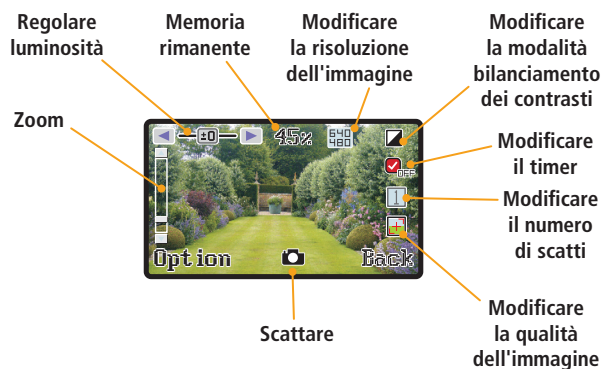 Regolare
luminosità
Memoria
rimanente
Modificare
la risoluzione
dell'immagine
Modificare
la modalità
bilanciamento
dei contrasti
Zoom
±0
45%
640
480
OFF
Modificare
il timer
1
Modificare
il numero
di scatti
Option
Back
Scattare
Modificare
la qualità
dell'immagine